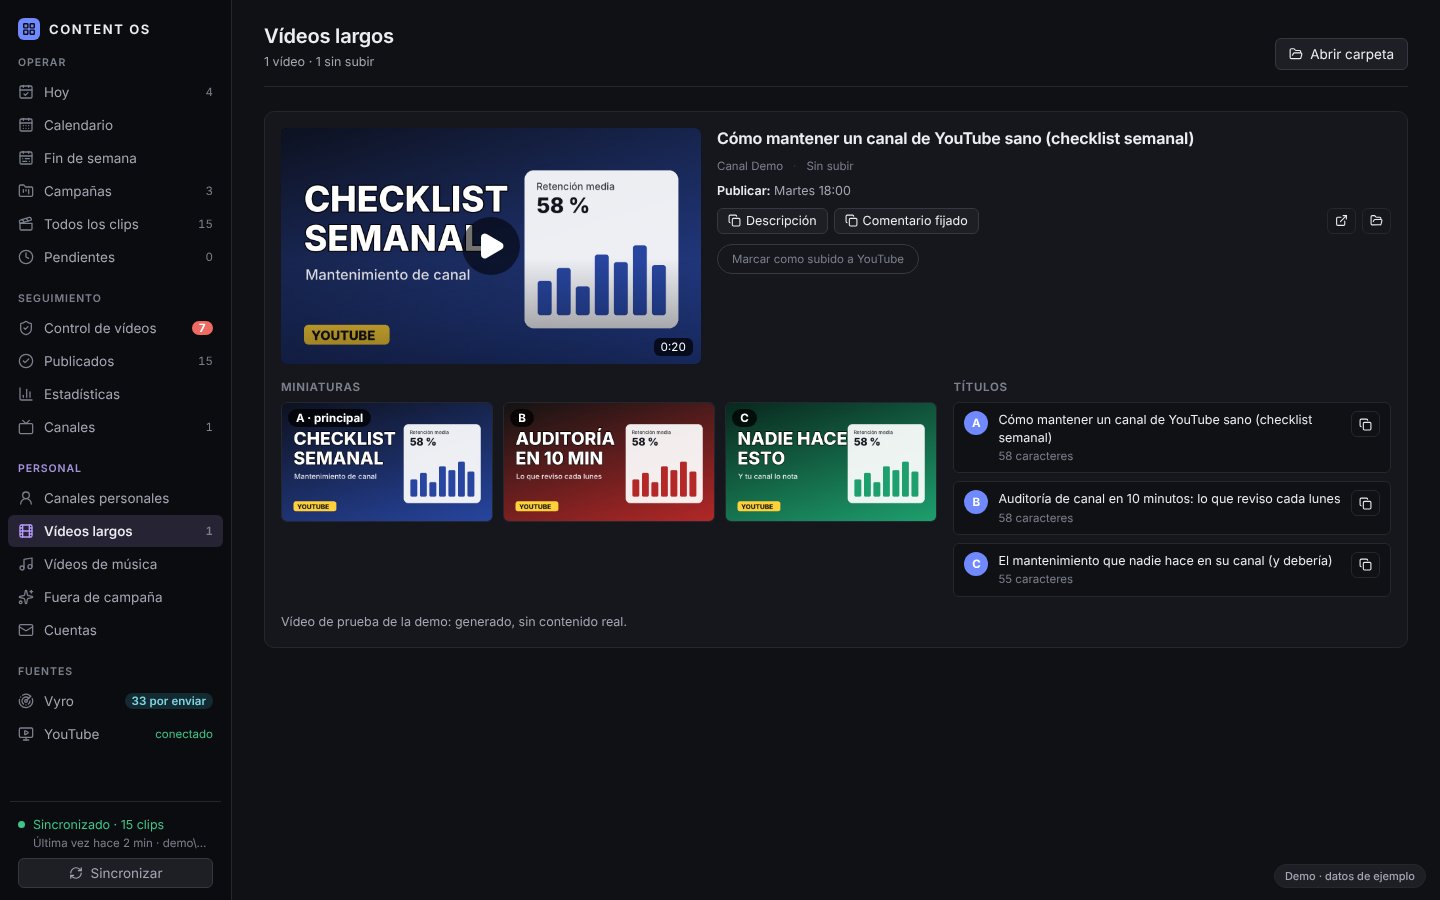 CONTENT OS
OPERAR
Hoy 4
Calendario
Fin de semana
Campañas 3
Todos los clips 15
Pendientes 0
SEGUIMIENTO
Control de vídeos 7
Publicados 15
Estadísticas
Canales 1
PERSONAL
Canales personales
Vídeos largos 1
Vídeos de música
Fuera de campaña
Cuentas
FUENTES
Vyro 33 por enviar
YouTube conectado
Sincronizado · 15 clips
Última vez hace 2 min · demo\...
Sincronizar
Vídeos largos
1 vídeo · 1 sin subir
Abrir carpeta
CHECKLIST
SEMANAL
Mantenimiento de canal
YOUTUBE
Retención media
58 %
0:20
Cómo mantener un canal de YouTube sano (checklist semanal)
Canal Demo · Sin subir
Publicar: Martes 18:00
Descripción
Comentario fijado
Marcar como subido a YouTube
MINIATURAS
A · principal
CHECKLIST
SEMANAL
Mantenimiento de canal
YOUTUBE
Retención media
58 %
B
AUDITORÍA
EN 10 MIN
Lo que reviso cada lunes
YOUTUBE
Retención media
58 %
C
NADIE HACE
ESTO
Y tu canal lo nota
YOUTUBE
Retención media
58 %
TÍTULOS
A
Cómo mantener un canal de YouTube sano (checklist
semanal)
58 caracteres
B
Auditoría de canal en 10 minutos: lo que reviso cada lunes
58 caracteres
C
El mantenimiento que nadie hace en su canal (y debería)
55 caracteres
Vídeo de prueba de la demo: generado, sin contenido real.
Demo · datos de ejemplo